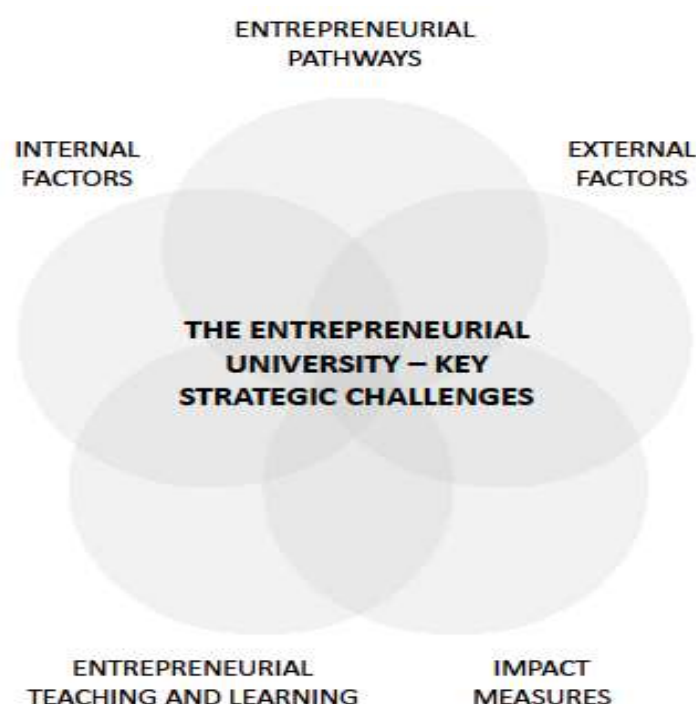 ENTREPRENEURIAL
PATHWAYS
INTERNAL
FACTORS
EXTERNAL
FACTORS
THE ENTREPRENEURIAL
UNIVERSITY – KEY
STRATEGIC CHALLENGES
ENTREPRENEURIAL
TEACHING AND LEARNING
IMPACT
MEASURES